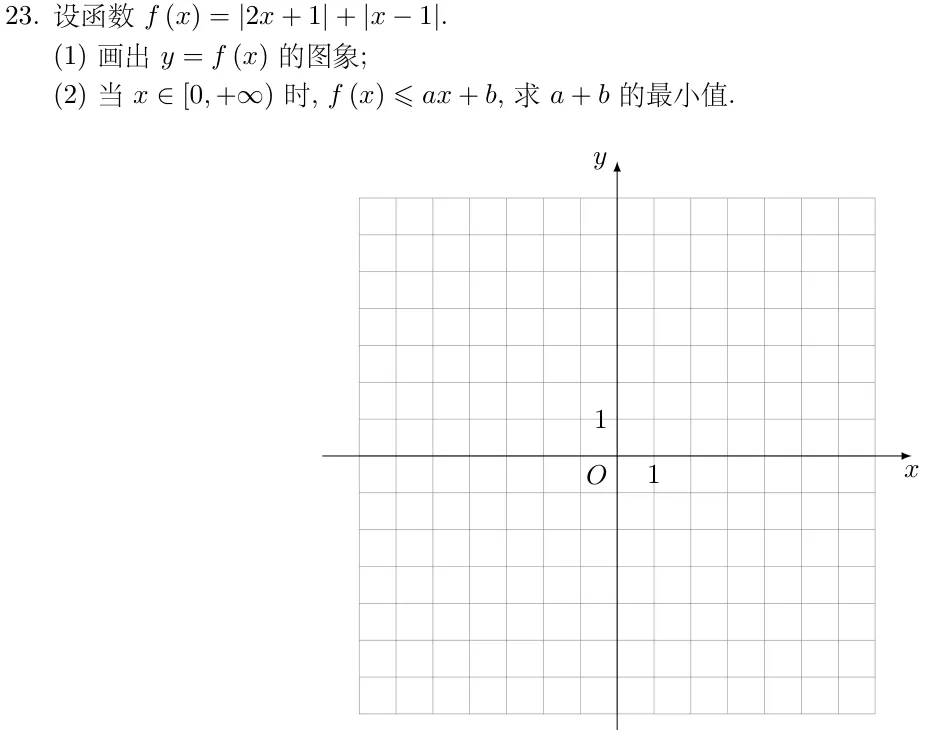 23. 设函数 f (x) = |2x + 1| + |x − 1|.
(1) 画出 y = f (x) 的图象;
(2) 当 x ∈ [0, +∞) 时, f (x) ⩽ ax + b, 求 a + b 的最小值.
y
1
O 1 x